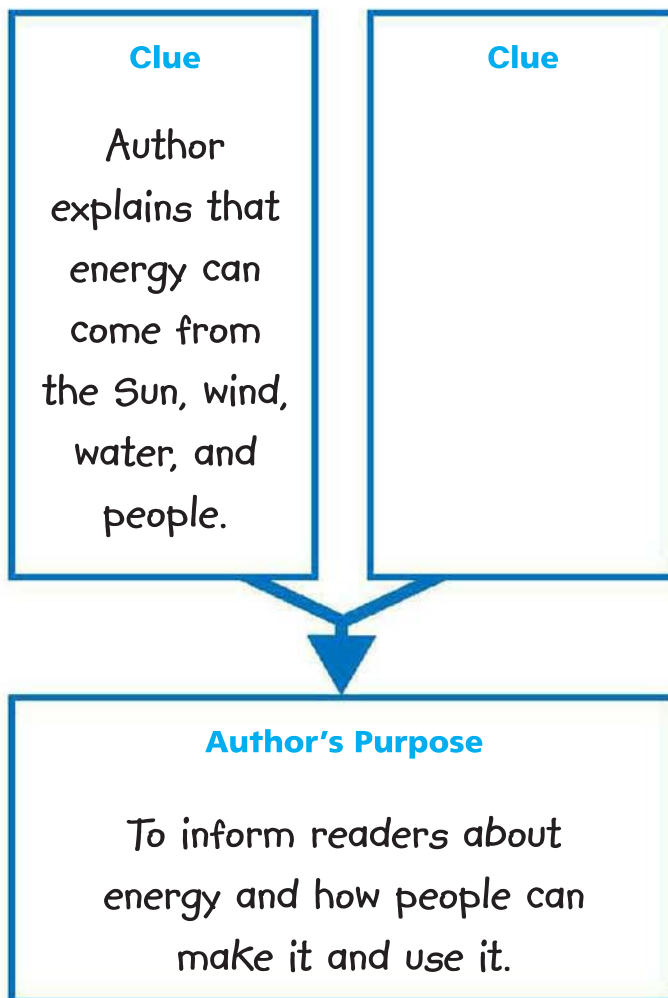 Clue
Author
explains that
energy can
come from
the Sun, wind,
water, and
people.
Clue
Author's Purpose
To inform readers about
energy and how people can
make it and use it.